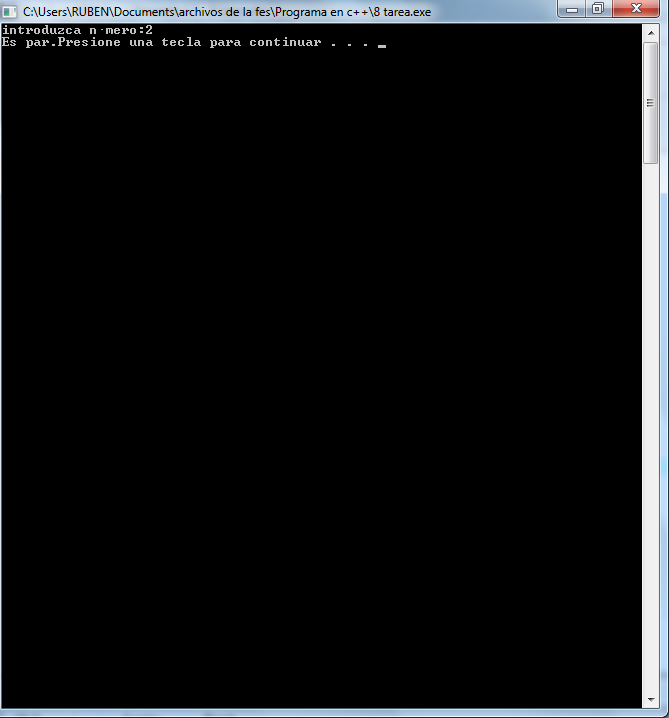 C:\Users\RUBEN\Documents\archivos de la fes\Programa en c++\8 tarea.exe
introduzca n·mero:2
Es par.Presione una tecla para continuar . . .